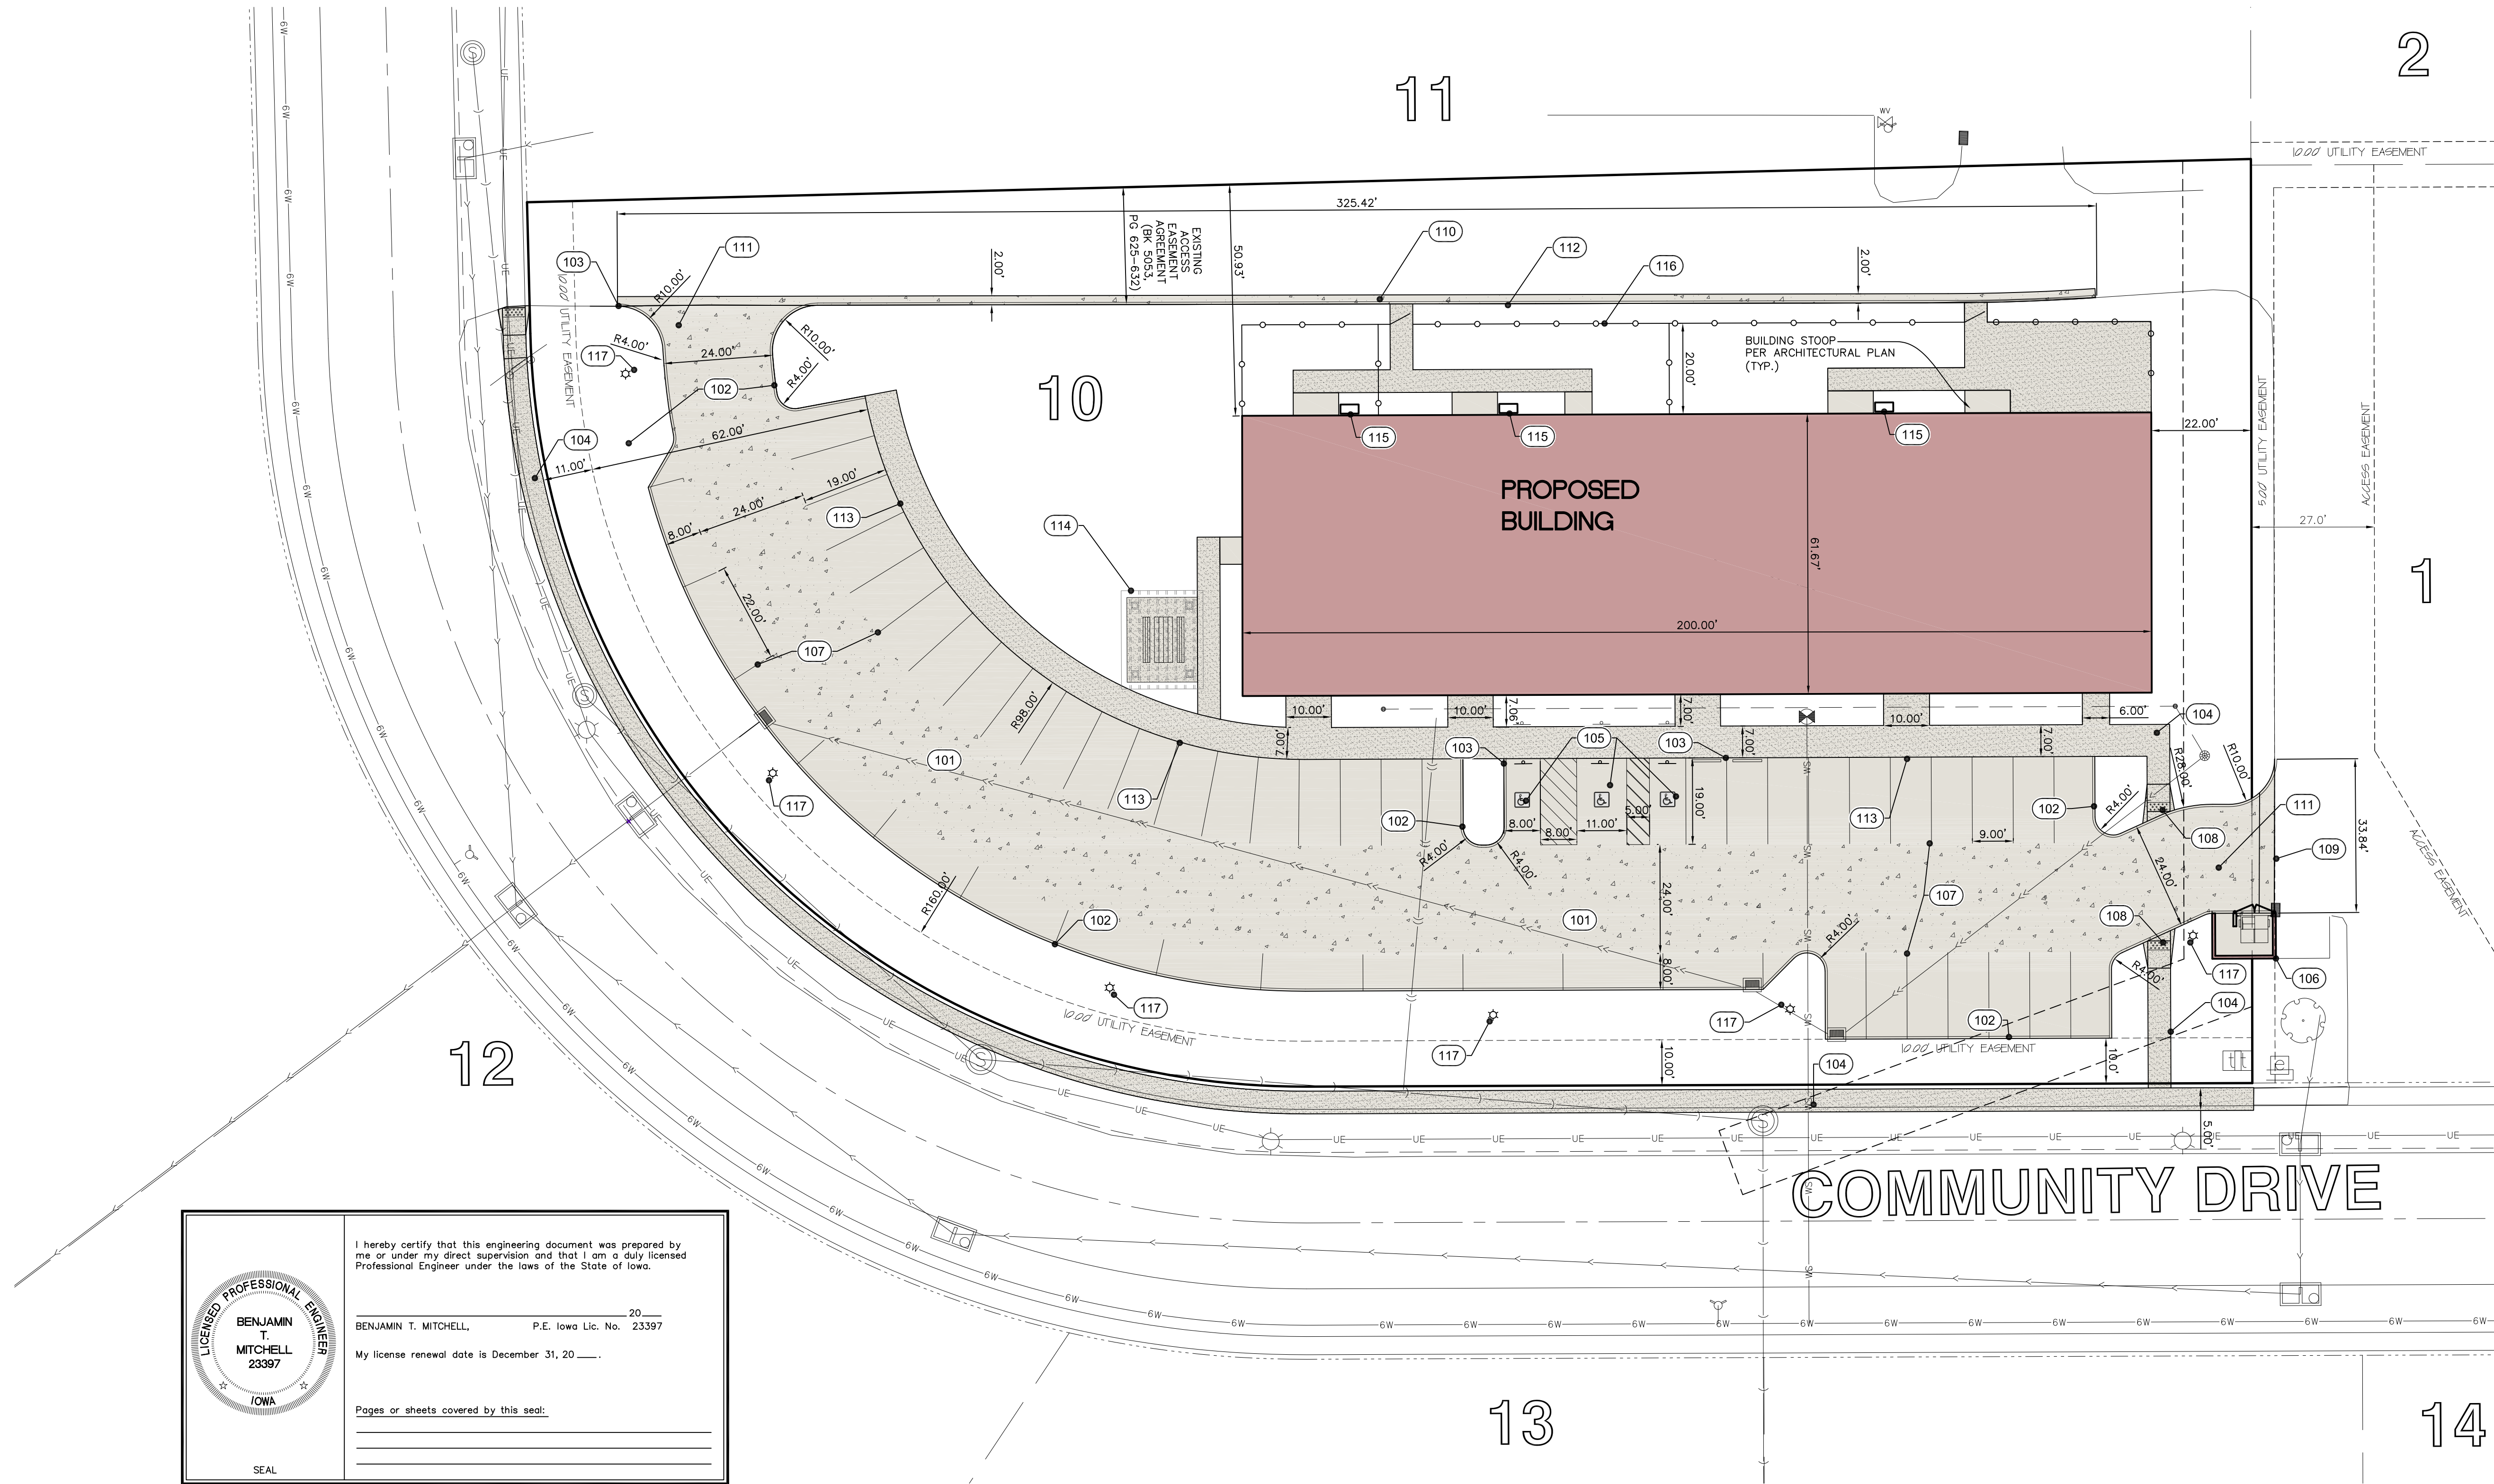 11
2
10.00' UTILITY EASEMENT
WV
325.42'
EXISTING
ACCESS
EASEMENT
AGREEMENT
(BK 5053,
PG 625-632)
50.93'
2.00'
2.00'
110
112
116
111
103
R10.00'
R10.00'
R4.00'
R4.00'
24.00'
117
102
10.00' UTILITY EASEMENT
104
11.00'
62.00'
10
20.00'
BUILDING STOOP
PER ARCHITECTURAL PLAN
(TYP.)
115
115
115
22.00'
5.00' UTILITY EASEMENT
ACCESS EASEMENT
27.0'
1
PROPOSED
BUILDING
61.67'
200.00'
19.00'
24.00'
8.00'
113
114
22.00'
107
R98.00'
101
113
117
7.00'
10.00'
10.00'
7.06'
7.00'
10.00'
6.00'
7.00'
7.00'
104
103
105
103
R28.00'
R10.00'
102
8.00'
8.00'
11.00'
5.00'
19.00'
R4.00'
R4.00'
113
9.00'
102
R4.00'
108
111
109
33.84'
24.00'
ACCESS EASEMENT
R160.00'
102
101
24.00'
8.00'
R4.00'
107
108
R4.00'
117
106
104
117
10.00' UTILITY EASEMENT
117
117
102
10.00' UTILITY EASEMENT
10.00'
10.0'
104
5.00'
12
COMMUNITY DRIVE
13
14
UE
6W
SW
S
t
e
I hereby certify that this engineering document was prepared by
me or under my direct supervision and that I am a duly licensed
Professional Engineer under the laws of the State of Iowa.
20
BENJAMIN T. MITCHELL, P.E. Iowa Lic. No. 23397
My license renewal date is December 31, 20 ___.
Pages or sheets covered by this seal:
LICENSED PROFESSIONAL ENGINEER
BENJAMIN
T.
MITCHELL
23397
IOWA
SEAL